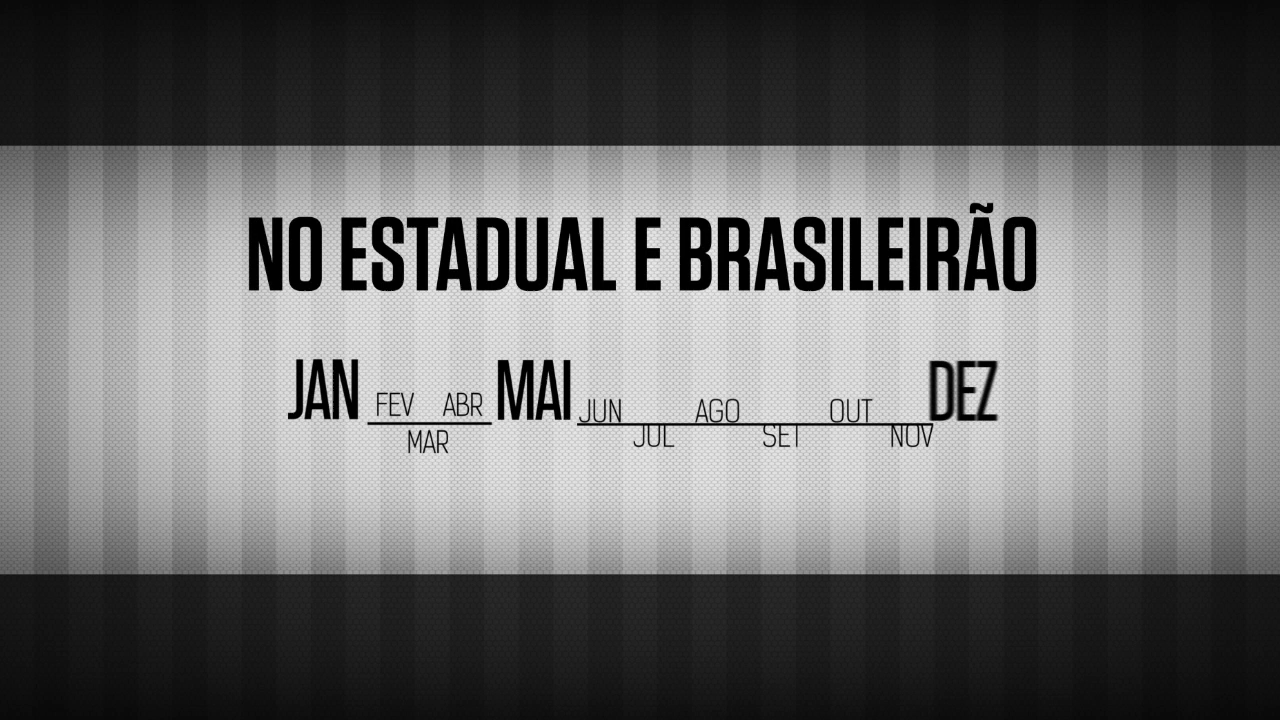 NO ESTADUAL E BRASILEIRÃO
JAN FEV MAR ABR MAI JUN JUL AGO SET OUT NOV DEZ